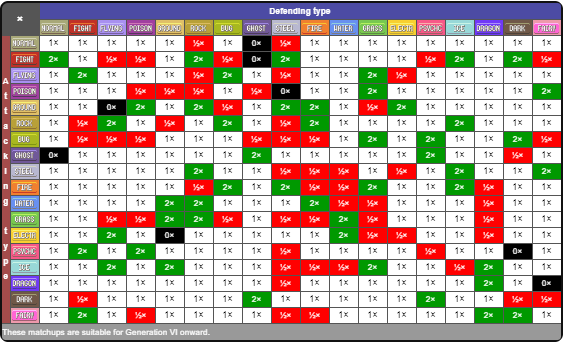 × Defending type
NORMAL FIGHT FLYING POISON GROUND ROCK BUG GHOST STEEL FIRE WATER GRASS ELECTR PSYCHC ICE DRAGON DARK FAIRY
Attacking type
NORMAL 1× 1× 1× 1× 1× ½× 1× 0× ½× 1× 1× 1× 1× 1× 1× 1× 1× 1×
FIGHT 2× 1× ½× ½× 1× 2× ½× 0× 2× 1× 1× 1× 1× ½× 2× 1× 2× ½×
FLYING 1× 2× 1× 1× 1× ½× 2× 1× ½× 1× 1× 2× ½× 1× 1× 1× 1× 1×
POISON 1× 1× 1× ½× ½× ½× 1× ½× 0× 1× 1× 2× 1× 1× 1× 1× 1× 2×
GROUND 1× 1× 0× 2× 1× 2× ½× 1× 2× 2× 1× ½× 2× 1× 1× 1× 1× 1×
ROCK 1× ½× 2× 1× ½× 1× 2× 1× ½× 2× 1× 1× 1× 1× 2× 1× 1× 1×
BUG 1× ½× ½× ½× 1× 1× 1× ½× ½× ½× 1× 2× 1× 2× 1× 1× 2× ½×
GHOST 0× 1× 1× 1× 1× 1× 1× 2× 1× 1× 1× 1× 1× 2× 1× 1× ½× 1×
STEEL 1× 1× 1× 1× 1× 2× 1× 1× ½× ½× ½× 1× ½× 1× 2× 1× 1× 2×
FIRE 1× 1× 1× 1× 1× ½× 2× 1× 2× ½× ½× 2× 1× 1× 2× ½× 1× 1×
WATER 1× 1× 1× 1× 2× 2× 1× 1× 1× 2× ½× ½× 1× 1× 1× ½× 1× 1×
GRASS 1× 1× ½× ½× 2× 2× ½× 1× ½× ½× 2× ½× 1× 1× 1× ½× 1× 1×
ELECTR 1× 1× 2× 1× 0× 1× 1× 1× 1× 1× 2× ½× ½× 1× 1× ½× 1× 1×
PSYCHC 1× 2× 1× 2× 1× 1× 1× 1× ½× 1× 1× 1× 1× ½× 1× 1× 0× 1×
ICE 1× 1× 2× 1× 2× 1× 1× 1× ½× ½× ½× 2× 1× 1× ½× 2× 1× 1×
DRAGON 1× 1× 1× 1× 1× 1× 1× 1× ½× 1× 1× 1× 1× 1× 1× 2× 1× 0×
DARK 1× ½× 1× 1× 1× 1× 1× 2× 1× 1× 1× 1× 1× 2× 1× 1× ½× ½×
FAIRY 1× 2× 1× ½× 1× 1× 1× 1× ½× ½× 1× 1× 1× 1× 1× 2× 2× 1×
These matchups are suitable for Generation VI onward.